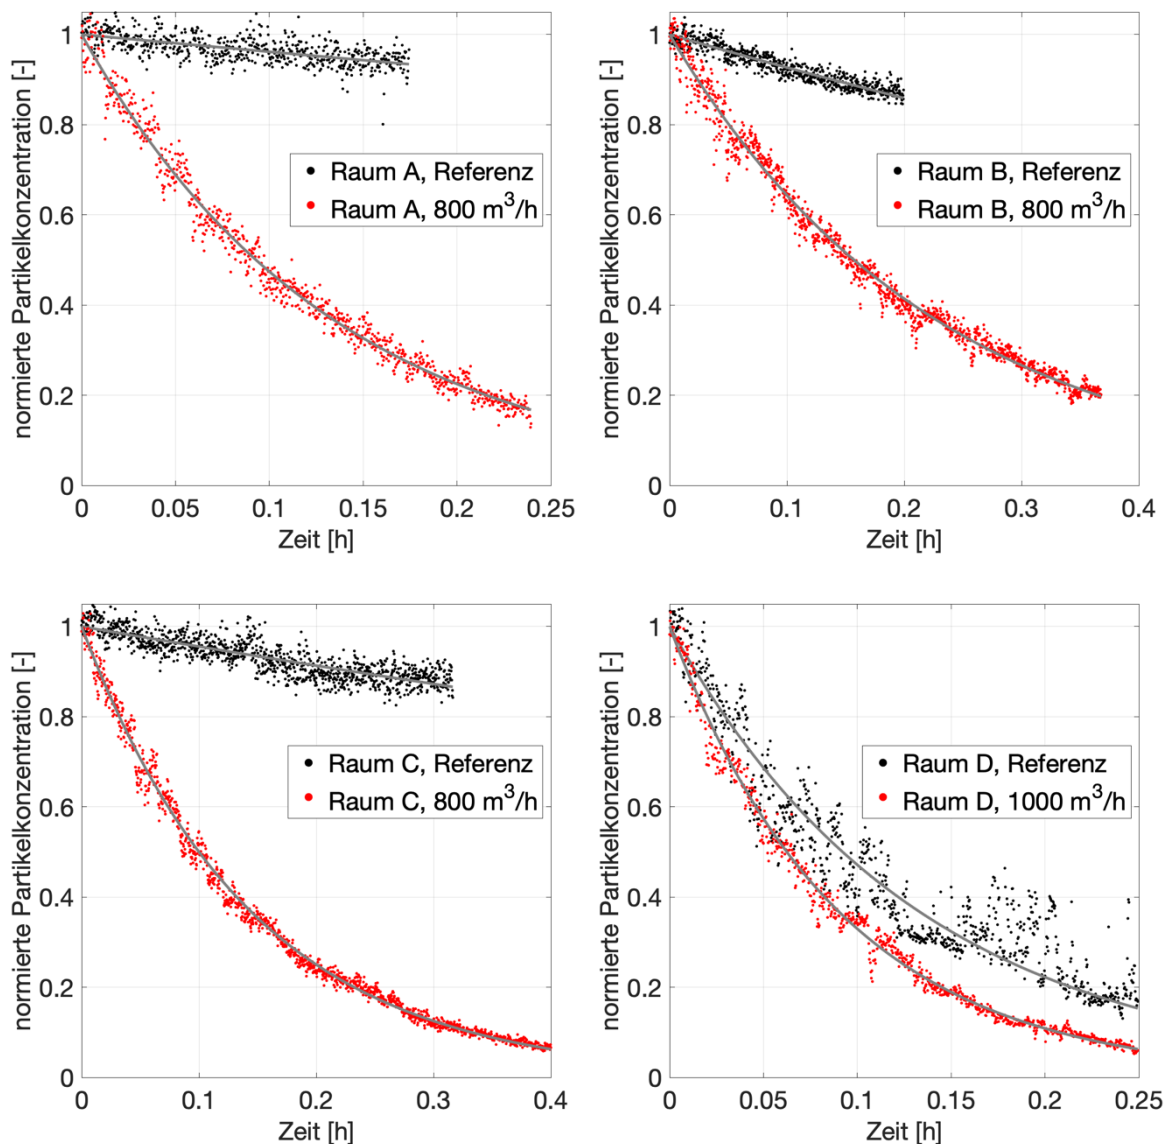 normierte Partikelkonzentration [-]
1
0.8
0.6
0.4
0.2
0
0
0.05
0.1
0.15
0.2
0.25
Zeit [h]
Raum A, Referenz
Raum A, 800 m³/h
normierte Partikelkonzentration [-]
1
0.8
0.6
0.4
0.2
0
0
0.1
0.2
0.3
0.4
Zeit [h]
Raum B, Referenz
Raum B, 800 m³/h
normierte Partikelkonzentration [-]
1
0.8
0.6
0.4
0.2
0
0
0.1
0.2
0.3
0.4
Zeit [h]
Raum C, Referenz
Raum C, 800 m³/h
normierte Partikelkonzentration [-]
1
0.8
0.6
0.4
0.2
0
0
0.05
0.1
0.15
0.2
0.25
Zeit [h]
Raum D, Referenz
Raum D, 1000 m³/h